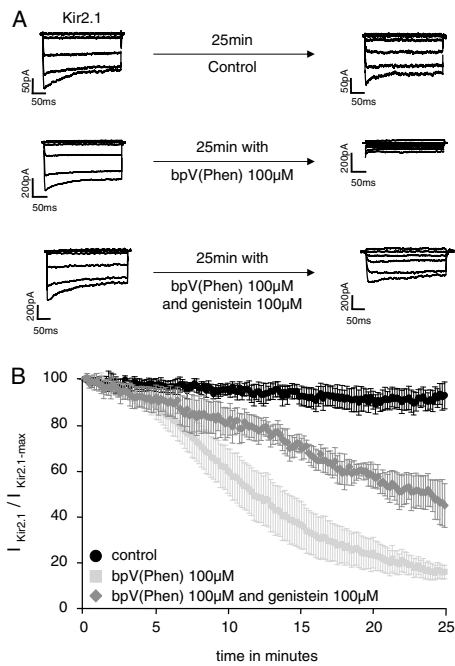 A
Kir2.1
25min
Control
50pA
50ms
50pA
50ms
25min with
bpV(Phen) 100µM
200pA
50ms
200pA
50ms
25min with
bpV(Phen) 100µM
and genistein 100µM
200pA
50ms
200pA
50ms
B
100
80
60
40
20
0
I Kir2.1 / I Kir2.1-max
control
bpV(Phen) 100µM
bpV(Phen) 100µM and genistein 100µM
0 5 10 15 20 25
time in minutes